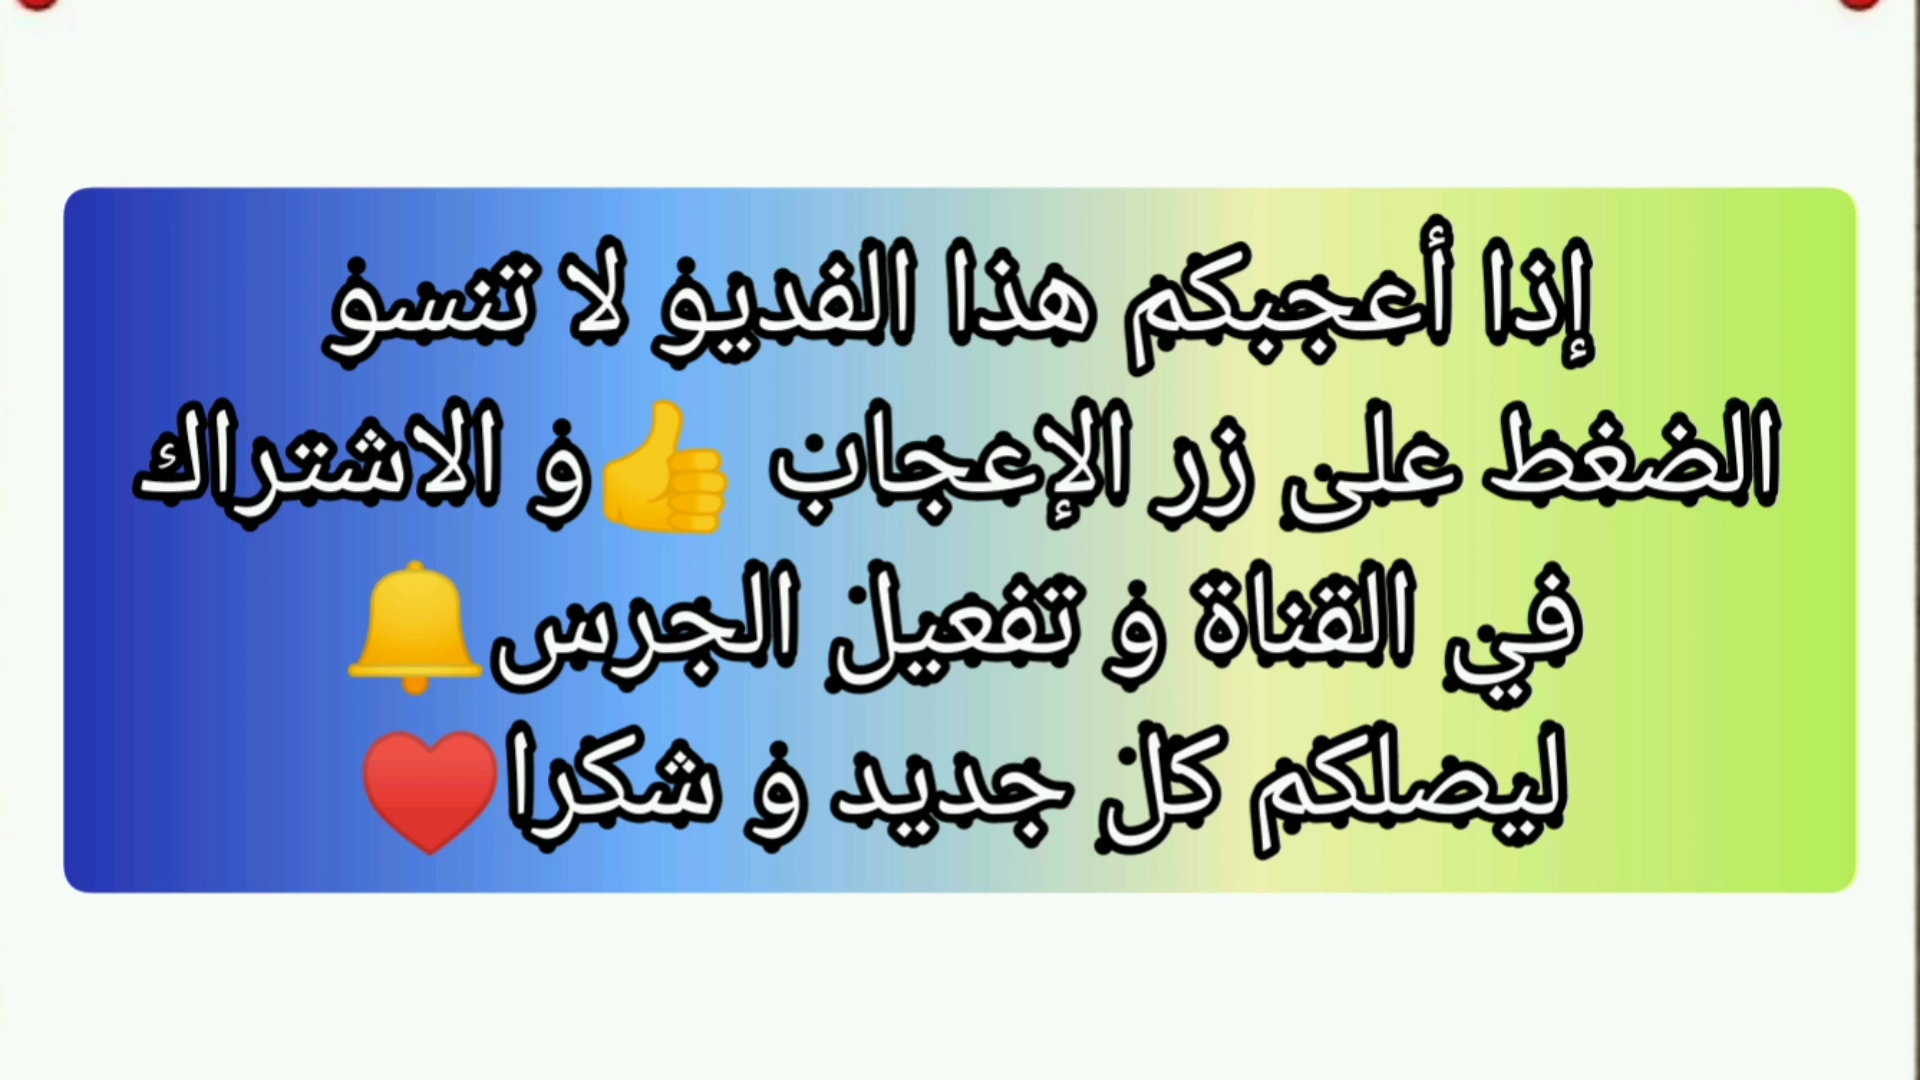 إذا أعجبكم هذا الفديو لا تنسو
الضغط على زر الإعجاب 👍و الاشتراك
في القناة و تفعيل الجرس🔔
ليصلكم كل جديد و شكرا❤️